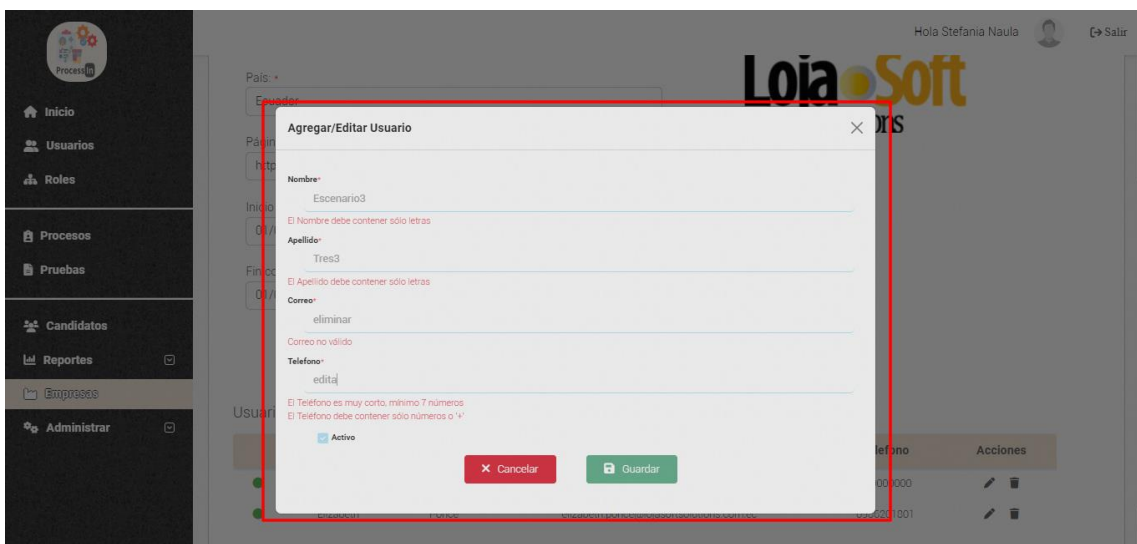 Process in
Hola Stefania Naula
Salir
Inicio
Usuarios
Roles
Procesos
Pruebas
Candidatos
Reportes
Empresas
Administrar
País: *
Ecuador
Loja Soft
Agregar/Editar Usuario
Nombre*
Escenario3
El Nombre debe contener sólo letras
Apellido*
Tres3
El Apellido debe contener sólo letras
Correo*
eliminar
Correo no válido
Telefono*
edita
El Teléfono es muy corto, mínimo 7 números
El Teléfono debe contener sólo números o '+'
Activo
Cancelar
Guardar
Acciones